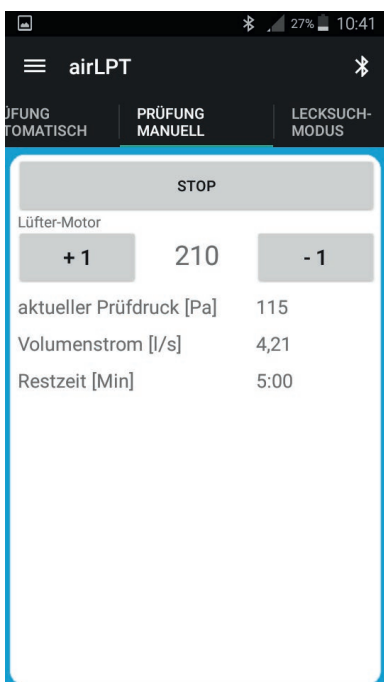 27% 10:41
airLPT
ÜFUNG
TOMATISCH
PRÜFUNG
MANUELL
LECKSUCH-
MODUS
STOP
Lüfter-Motor
+ 1 210 - 1
aktueller Prüfdruck [Pa] 115
Volumenstrom [l/s] 4,21
Restzeit [Min] 5:00